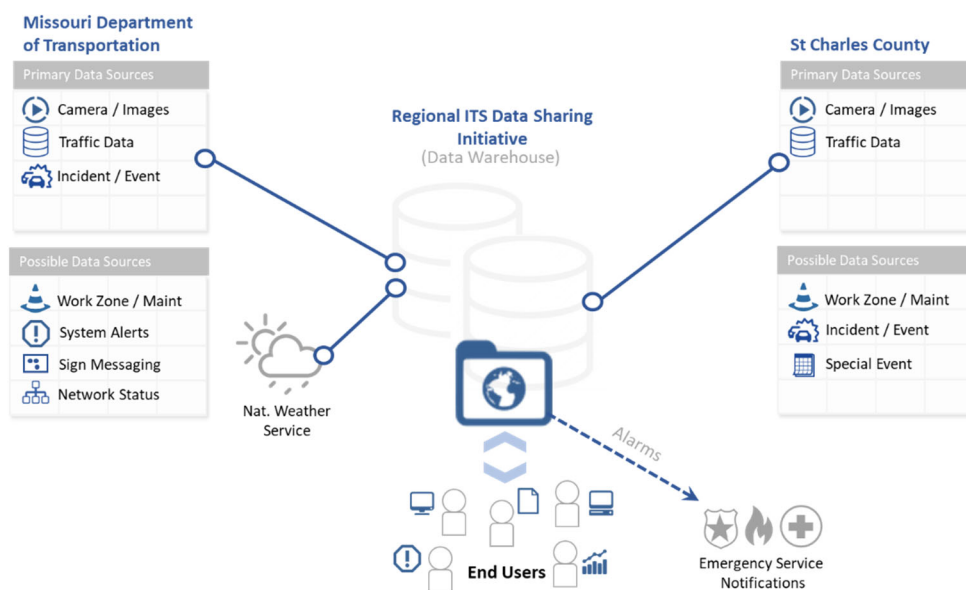 Missouri Department
of Transportation
Primary Data Sources
Camera / Images
Traffic Data
Incident / Event
Possible Data Sources
Work Zone / Maint
System Alerts
Sign Messaging
Network Status
Regional ITS Data Sharing
Initiative
(Data Warehouse)
St Charles County
Primary Data Sources
Camera / Images
Traffic Data
Possible Data Sources
Work Zone / Maint
Incident / Event
Special Event
Nat. Weather
Service
Alarms
End Users
Emergency Service
Notifications